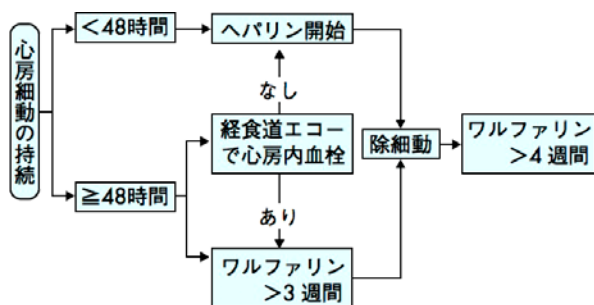 心房細動の持続
＜48時間
ヘパリン開始
なし
経食道エコー
で心房内血栓
除細動
ワルファリン
＞4週間
≧48時間
あり
ワルファリン
＞3週間